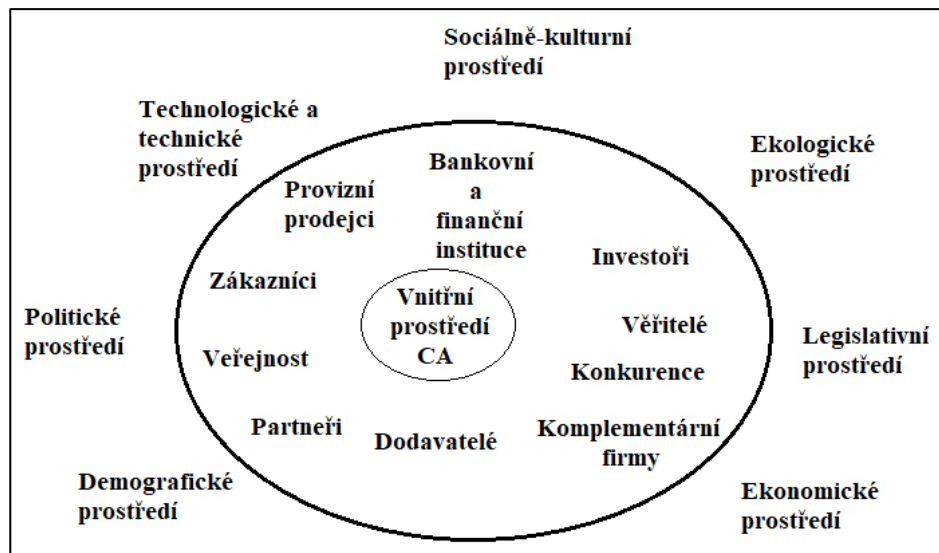 Sociálně-kulturní
prostředí
Technologické a
technické
prostředí
Ekologické
prostředí
Bankovní
a
finanční
instituce
Provizní
prodejci
Investoři
Zákazníci
Vnitřní
prostředí
CA
Věřitelé
Politické
prostředí
Legislativní
prostředí
Veřejnost
Konkurence
Partneři
Dodavatelé
Komplementární
firmy
Demografické
prostředí
Ekonomické
prostředí